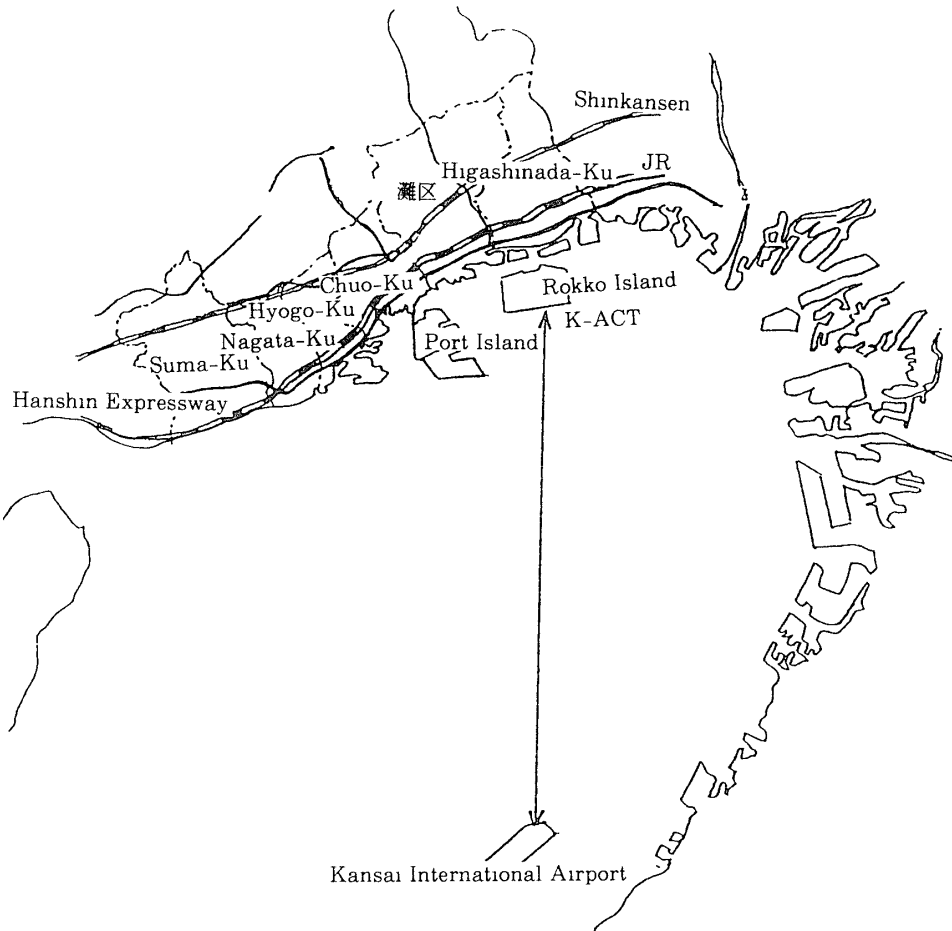 Shinkansen
JR
Higashinada-Ku
灘区
Chuo-Ku
Rokko Island
Hyogo-Ku
K-ACT
Nagata-Ku
Port Island
Suma-Ku
Hanshin Expressway
Kansai International Airport